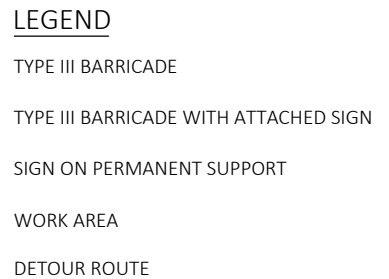 LEGEND
TYPE III BARRICADE
TYPE III BARRICADE WITH ATTACHED SIGN
SIGN ON PERMANENT SUPPORT
WORK AREA
DETOUR ROUTE